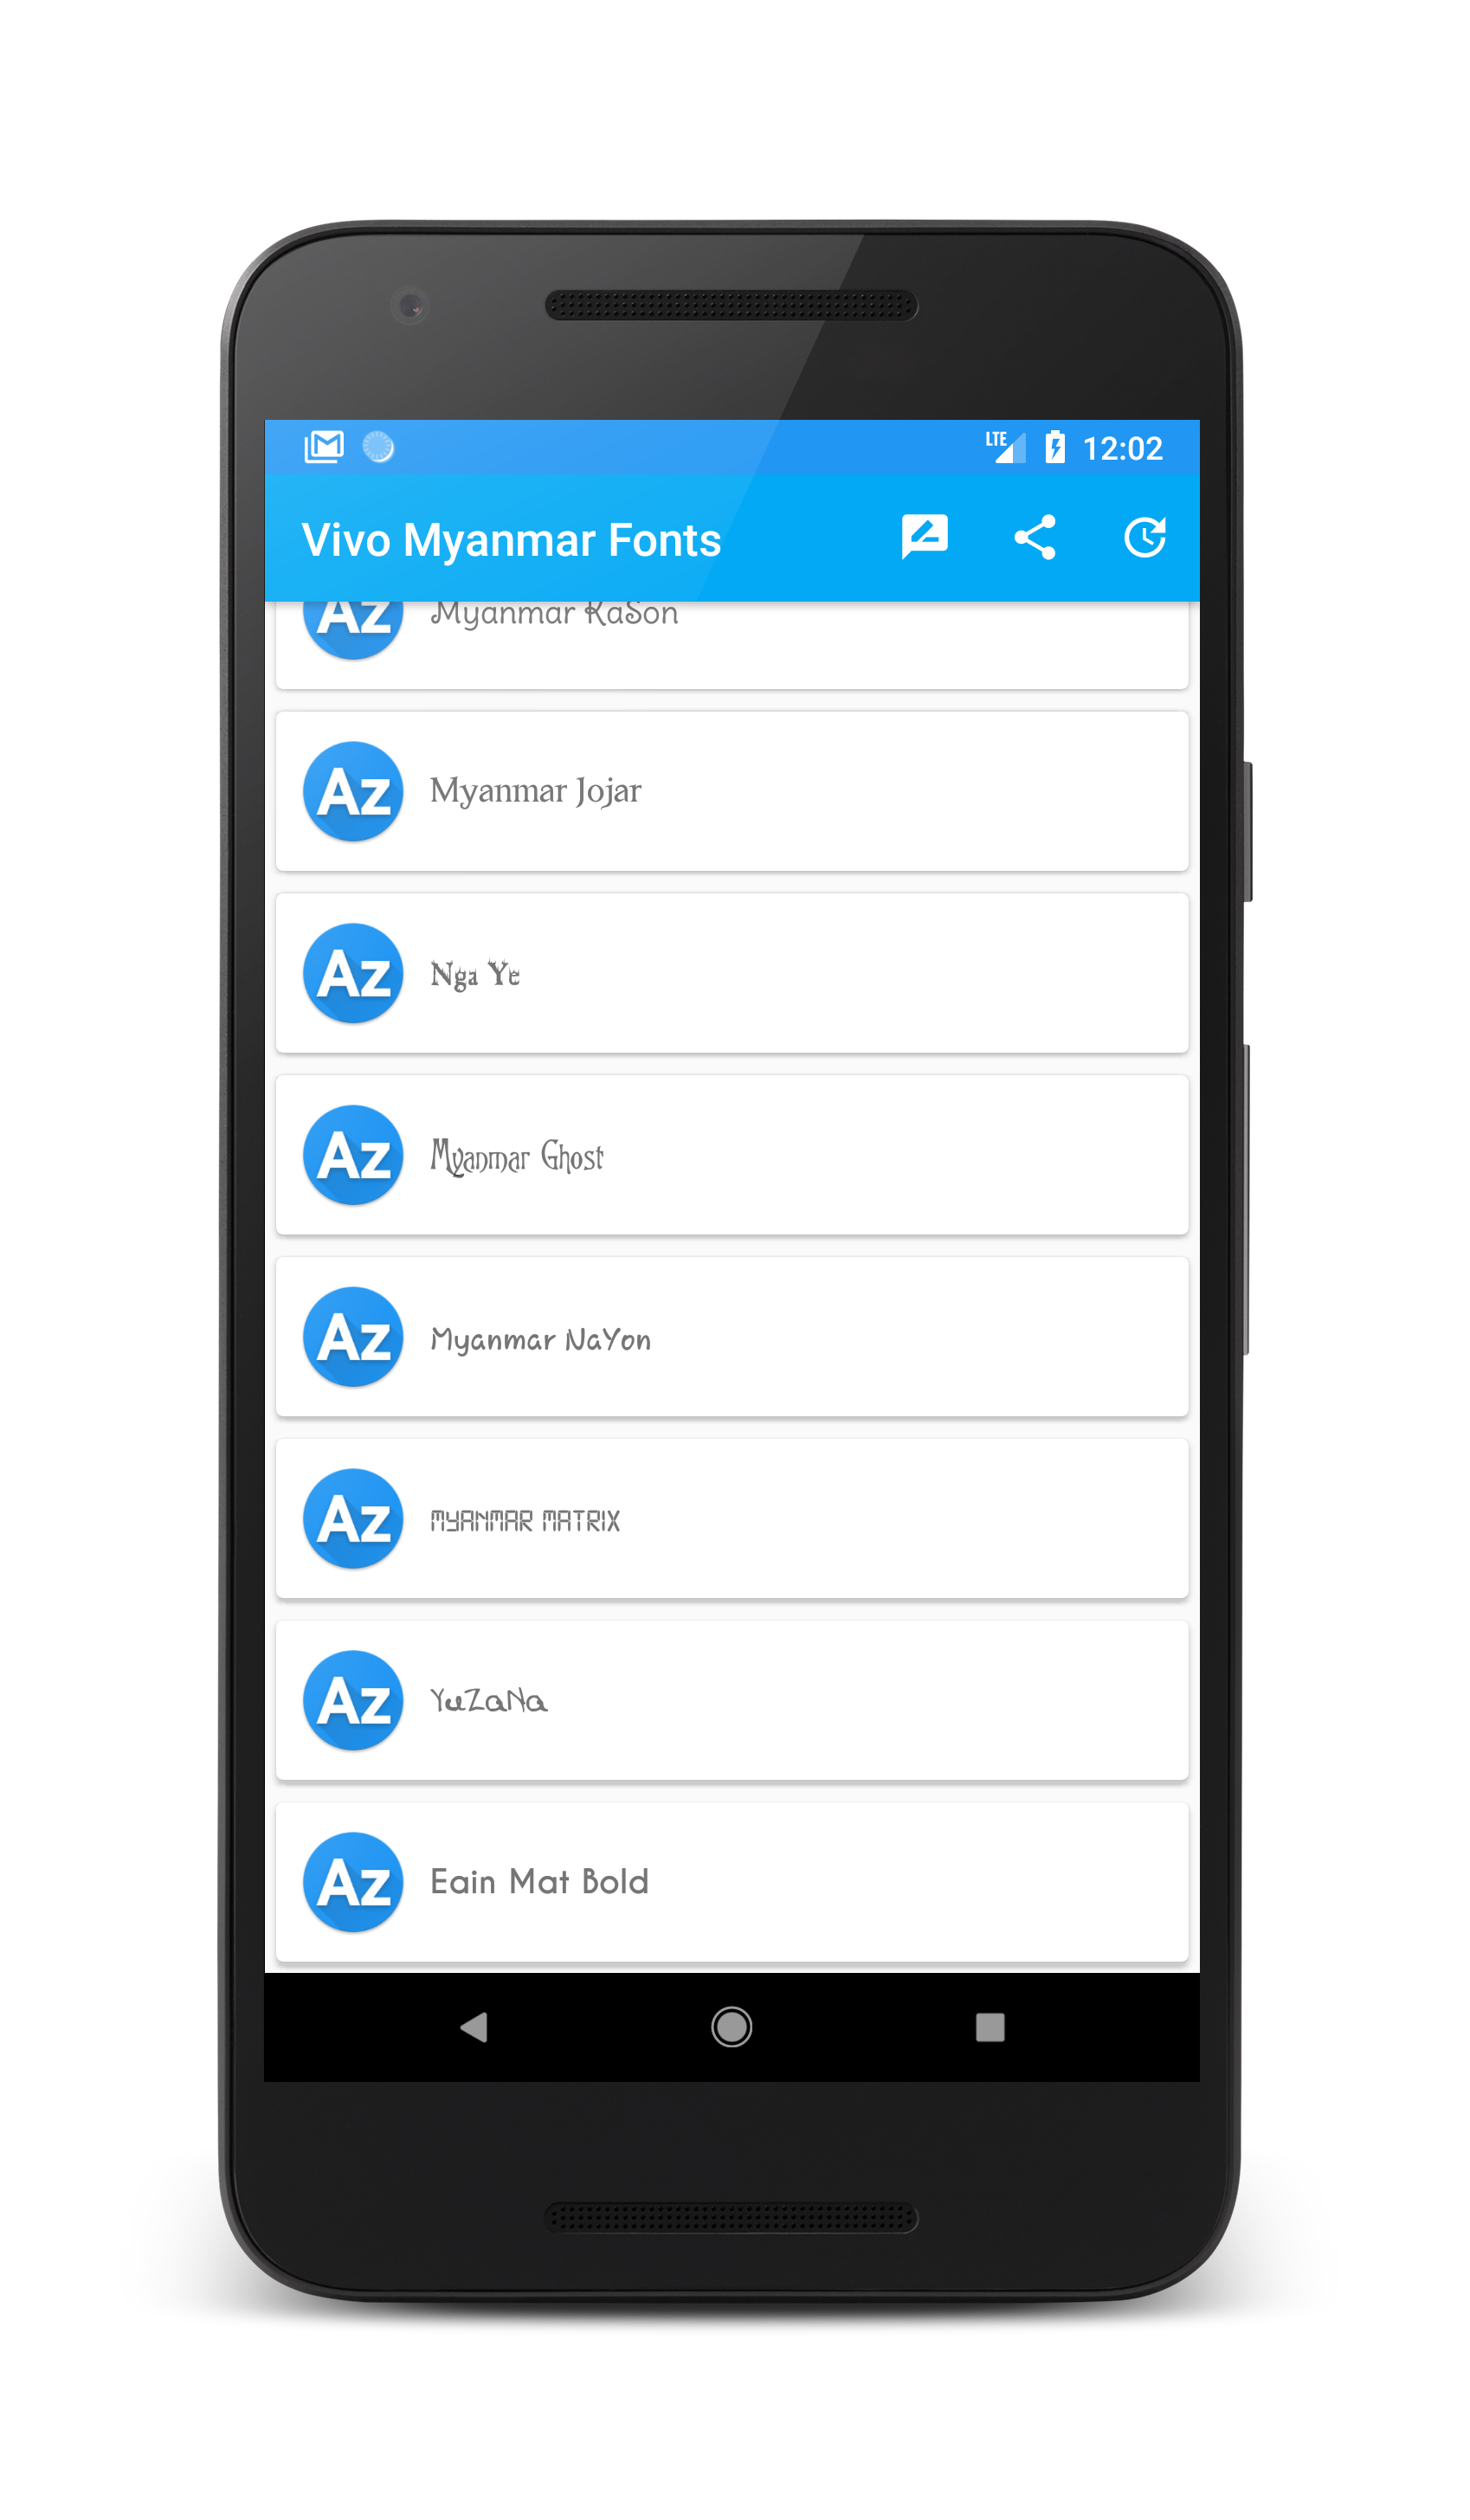 LTE 12:02
Vivo Myanmar Fonts
Az Myanmar KaSon
Az Myanmar Jojar
Az Nga Ye
Az Myanmar Ghost
Az Myanmar NaYon
Az MYANMAR MATRIX
Az YuZaNa
Az Eain Mat Bold